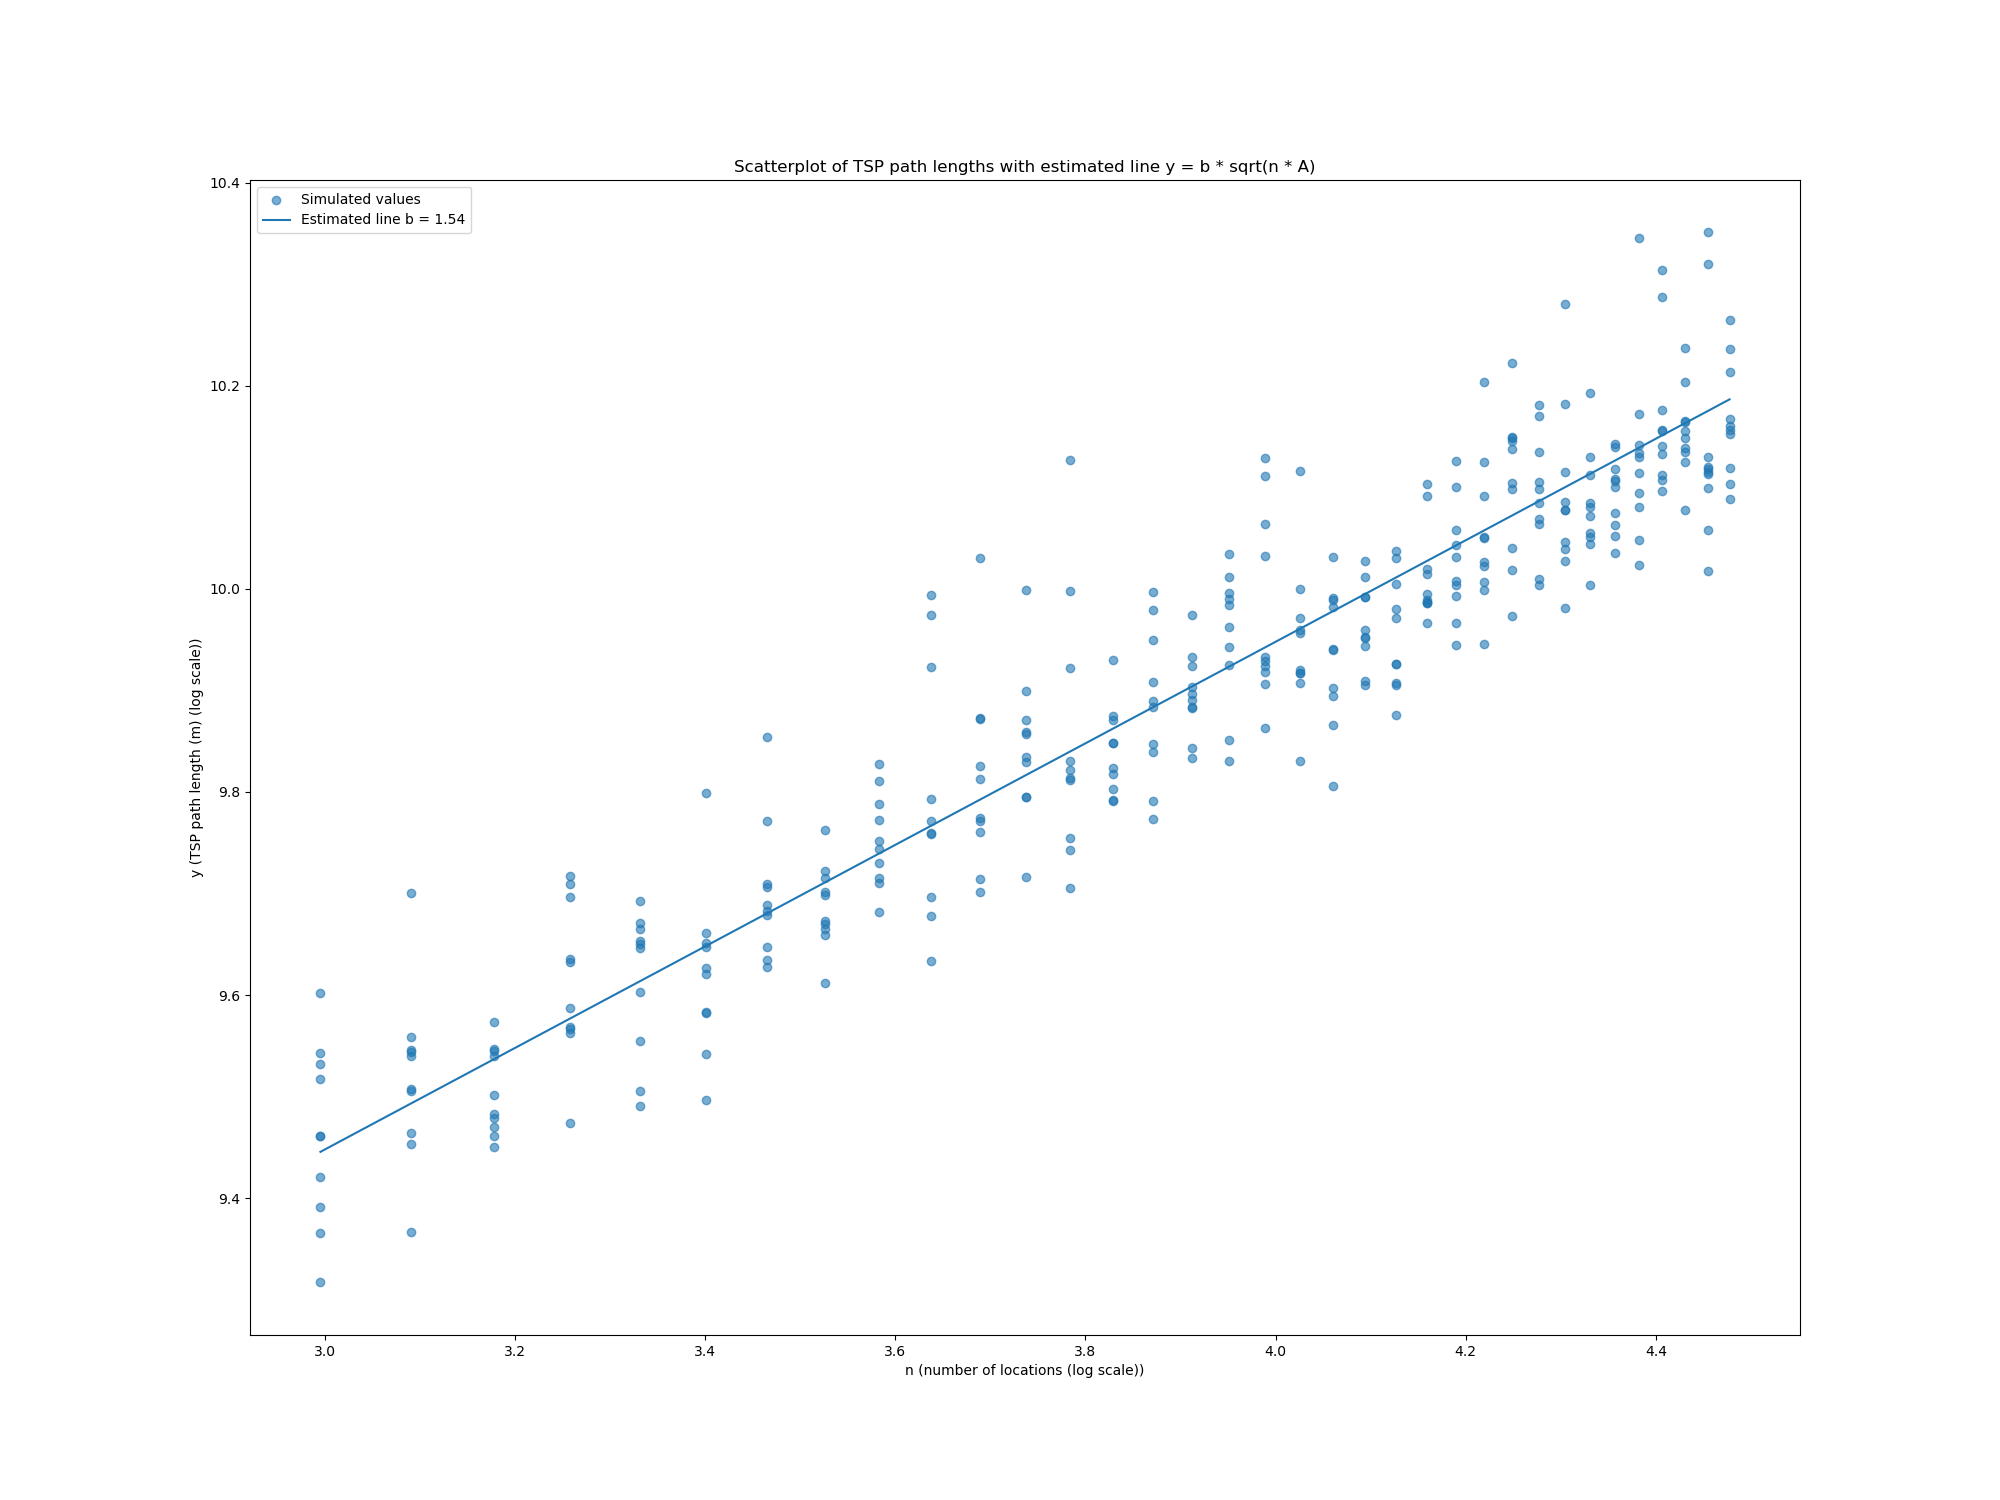 Scatterplot of TSP path lengths with estimated line y = b * sqrt(n * A)
Simulated values
Estimated line b = 1.54
10.4
10.2
10.0
9.8
9.6
9.4
y (TSP path length (m) (log scale))
3.0 3.2 3.4 3.6 3.8 4.0 4.2 4.4
n (number of locations (log scale))